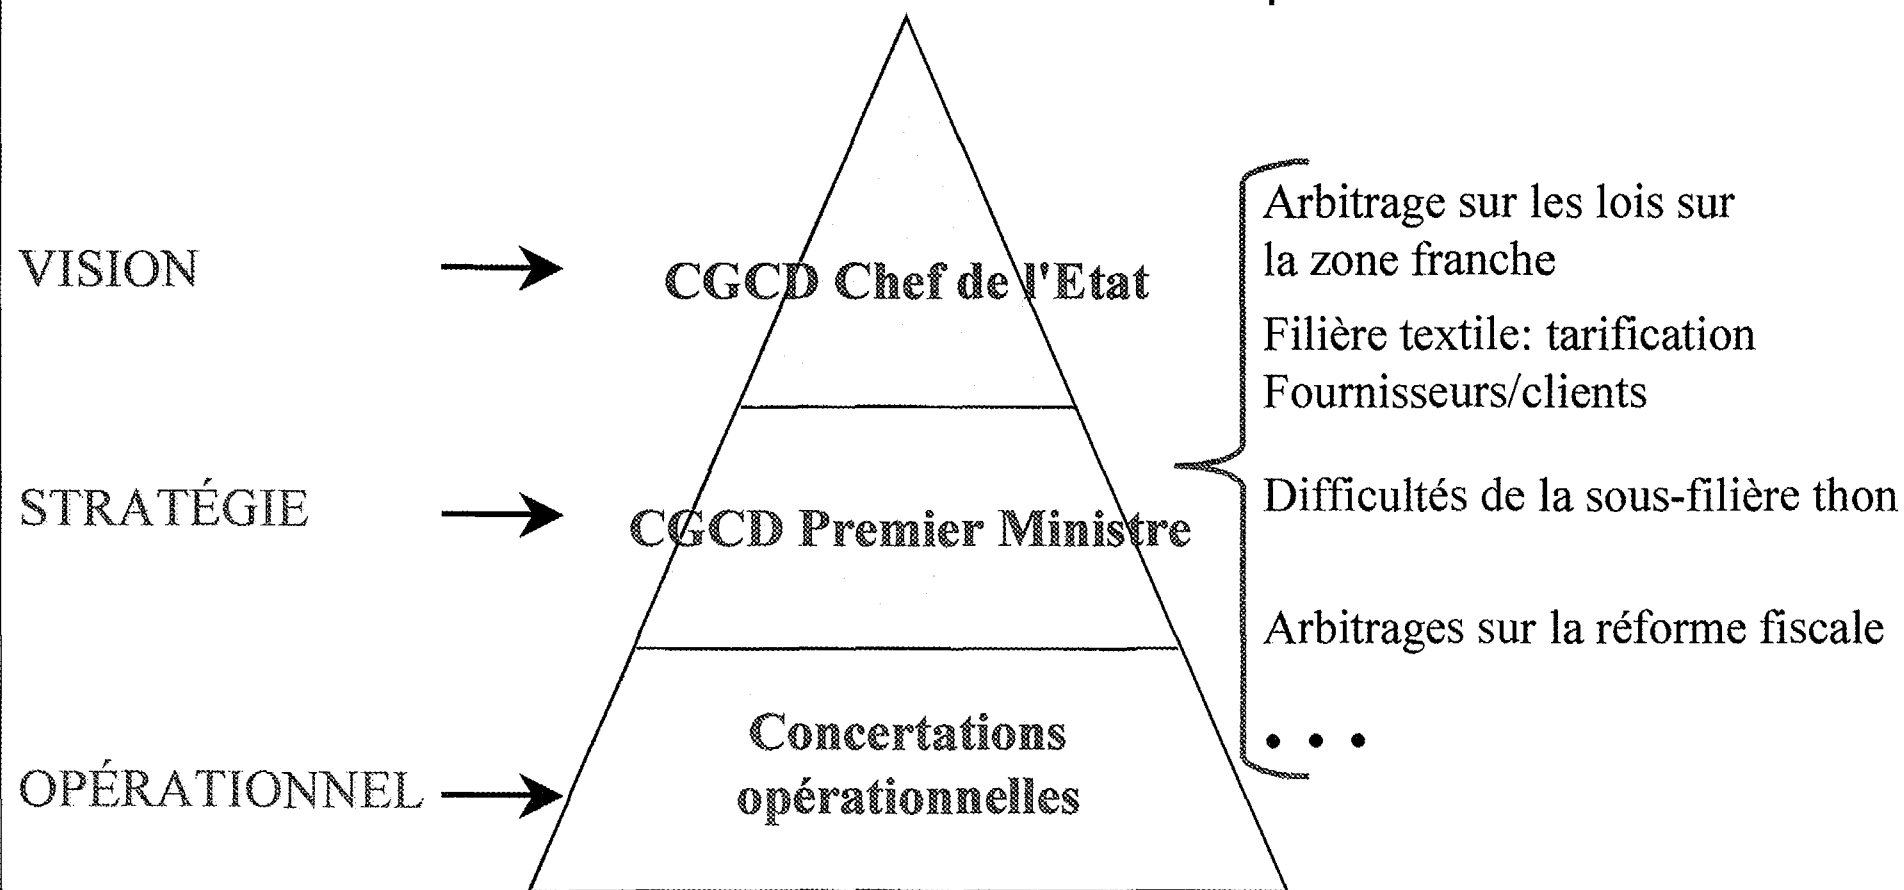 VISION
CGCD Chef de l'Etat
STRATÉGIE
CGCD Premier Ministre
OPÉRATIONNEL
Concertations
opérationnelles
Arbitrage sur les lois sur
la zone franche
Filière textile: tarification
Fournisseurs/clients
Difficultés de la sous-filière thon
Arbitrages sur la réforme fiscale
• • •